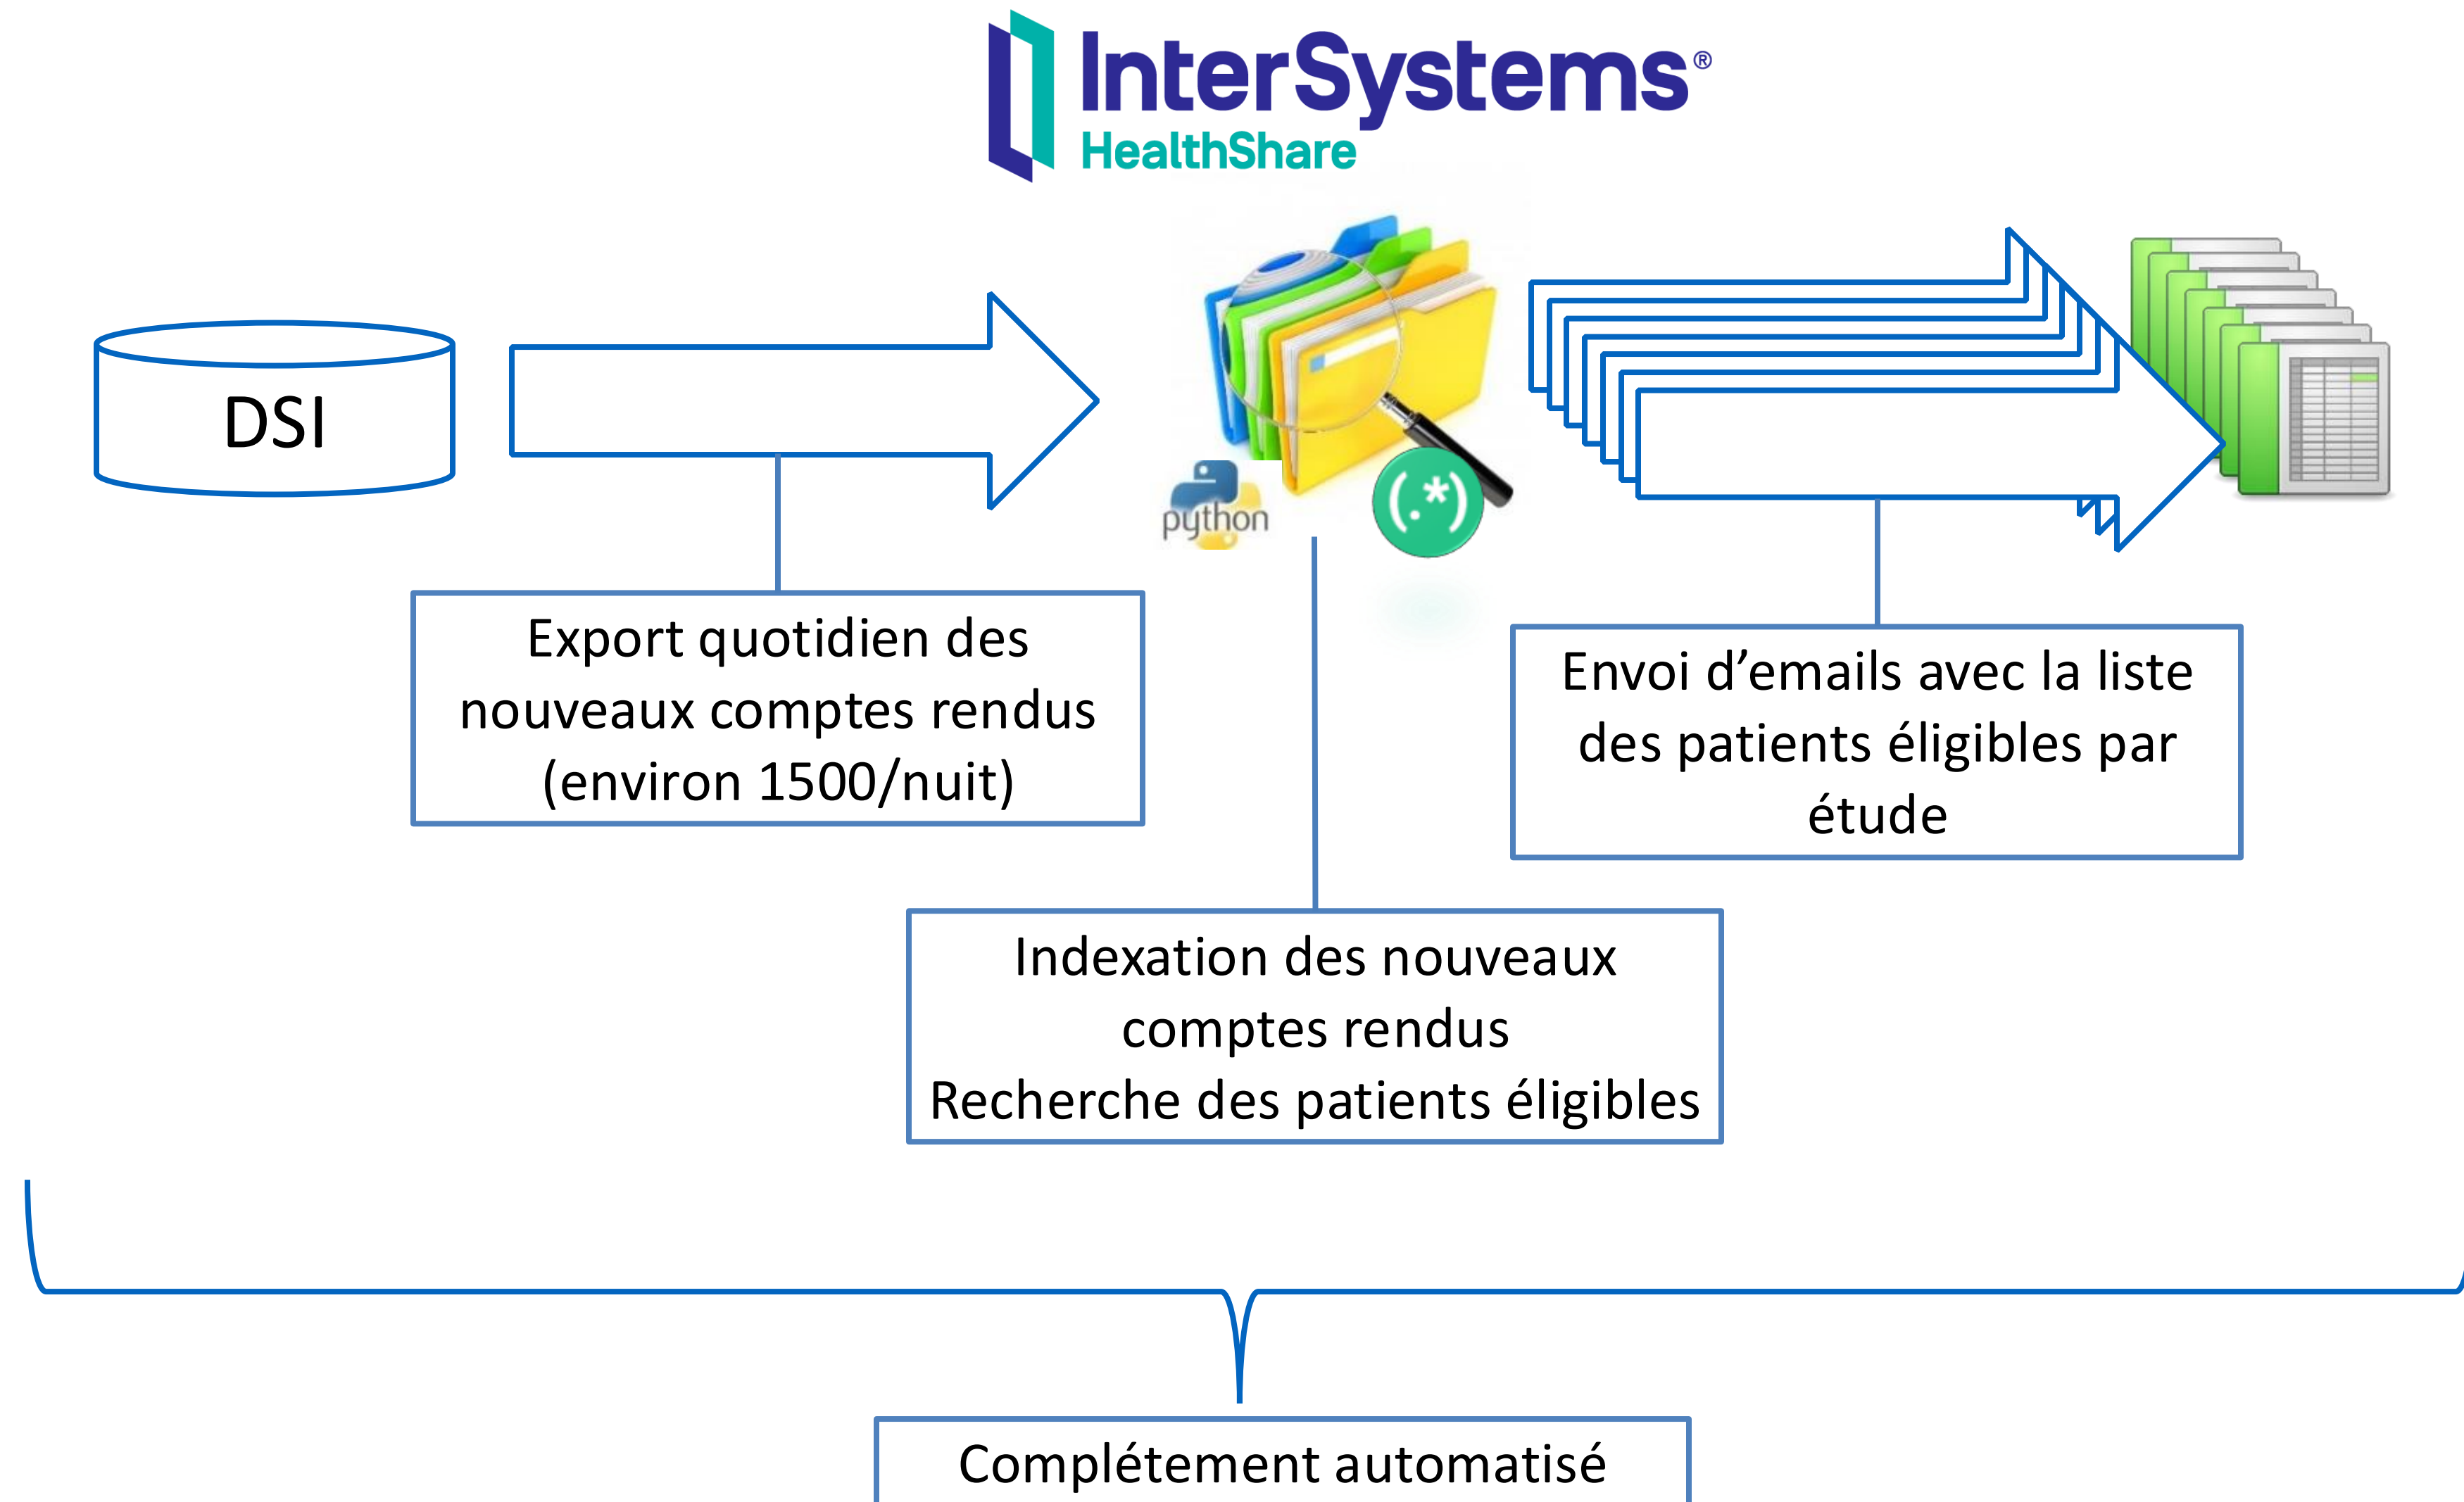 InterSystems®
HealthShare
DSI
python
(.*)
Export quotidien des
nouveaux comptes rendus
(environ 1500/nuit)
Envoi d’emails avec la liste
des patients éligibles par
étude
Indexation des nouveaux
comptes rendus
Recherche des patients éligibles
Complétement automatisé